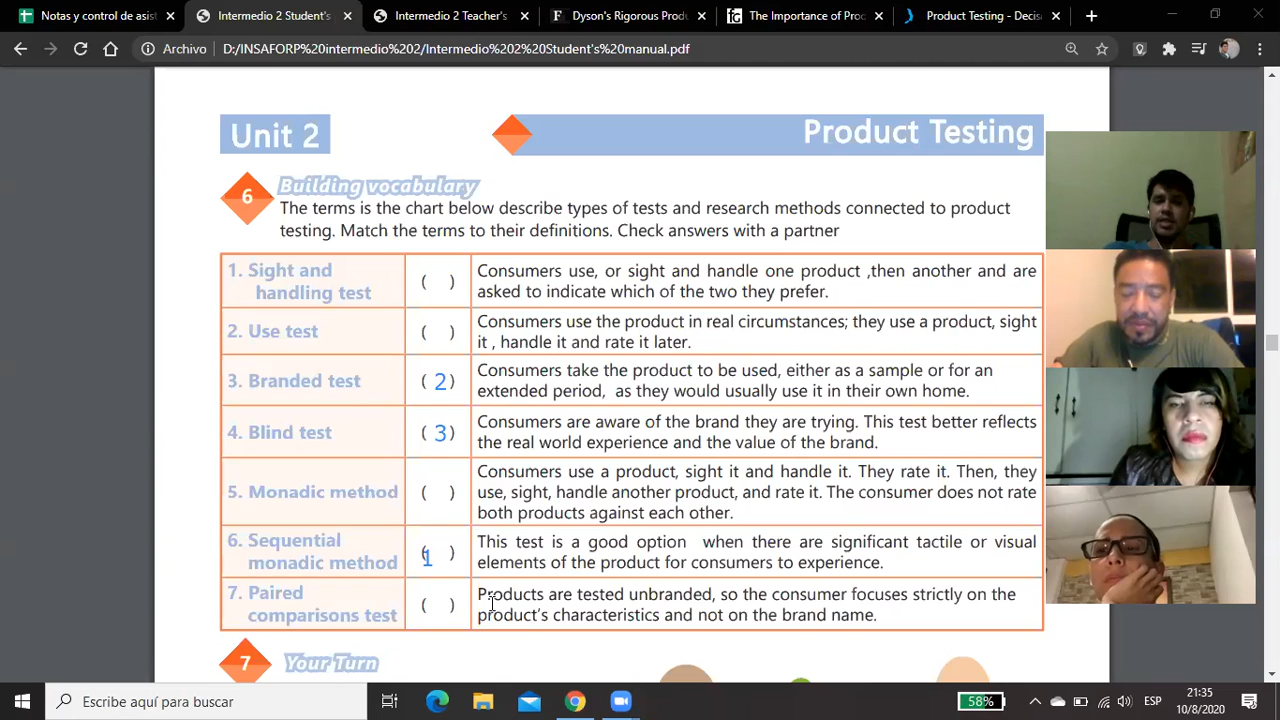 Notas y control de asist
Intermedio 2 Student's
Intermedio 2 Teacher's
Dyson's Rigorous Produ
The Importance of Proc
Product Testing - Decis
Archivo
D:/INSAFORP%20intermedio%202/Intermedio%202%20Student's%20manual.pdf
Unit 2
Product Testing
6
Building vocabulary
The terms is the chart below describe types of tests and research methods connected to product
testing. Match the terms to their definitions. Check answers with a partner
1. Sight and
handling test
( )
Consumers use, or sight and handle one product ,then another and are
asked to indicate which of the two they prefer.
2. Use test
( )
Consumers use the product in real circumstances; they use a product, sight
it , handle it and rate it later.
3. Branded test
( 2 )
Consumers take the product to be used, either as a sample or for an
extended period, as they would usually use it in their own home.
4. Blind test
( 3 )
Consumers are aware of the brand they are trying. This test better reflects
the real world experience and the value of the brand.
5. Monadic method
( )
Consumers use a product, sight it and handle it. They rate it. Then, they
use, sight, handle another product, and rate it. The consumer does not rate
both products against each other.
6. Sequential
monadic method
( 1 )
This test is a good option when there are significant tactile or visual
elements of the product for consumers to experience.
7. Paired
comparisons test
( )
Products are tested unbranded, so the consumer focuses strictly on the
product's characteristics and not on the brand name.
7
Your Turn
Escribe aquí para buscar
58%
ESP
21:35
10/8/2020